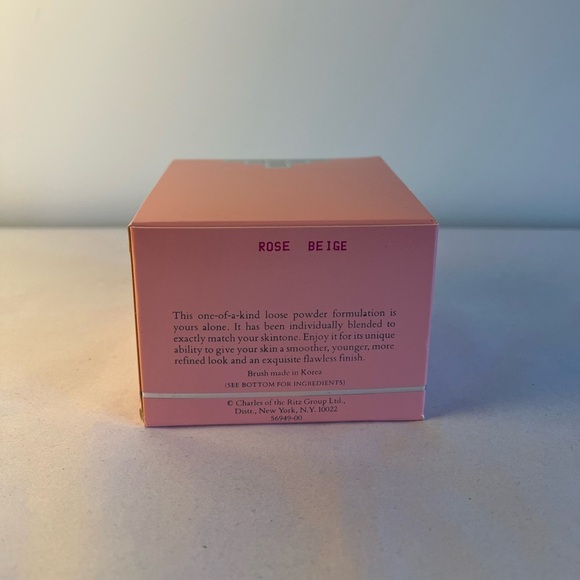 ROSE BEIGE
This one-of-a-kind loose powder formulation is
yours alone. It has been individually blended to
exactly match your skintone. Enjoy it for its unique
ability to give your skin a smoother, younger, more
refined look and an exquisite flawless finish.
Brush made in Korea
(SEE BOTTOM FOR INGREDIENTS)
© Charles of the Ritz Group Ltd.,
Distr., New York, N.Y. 10022
56949-00